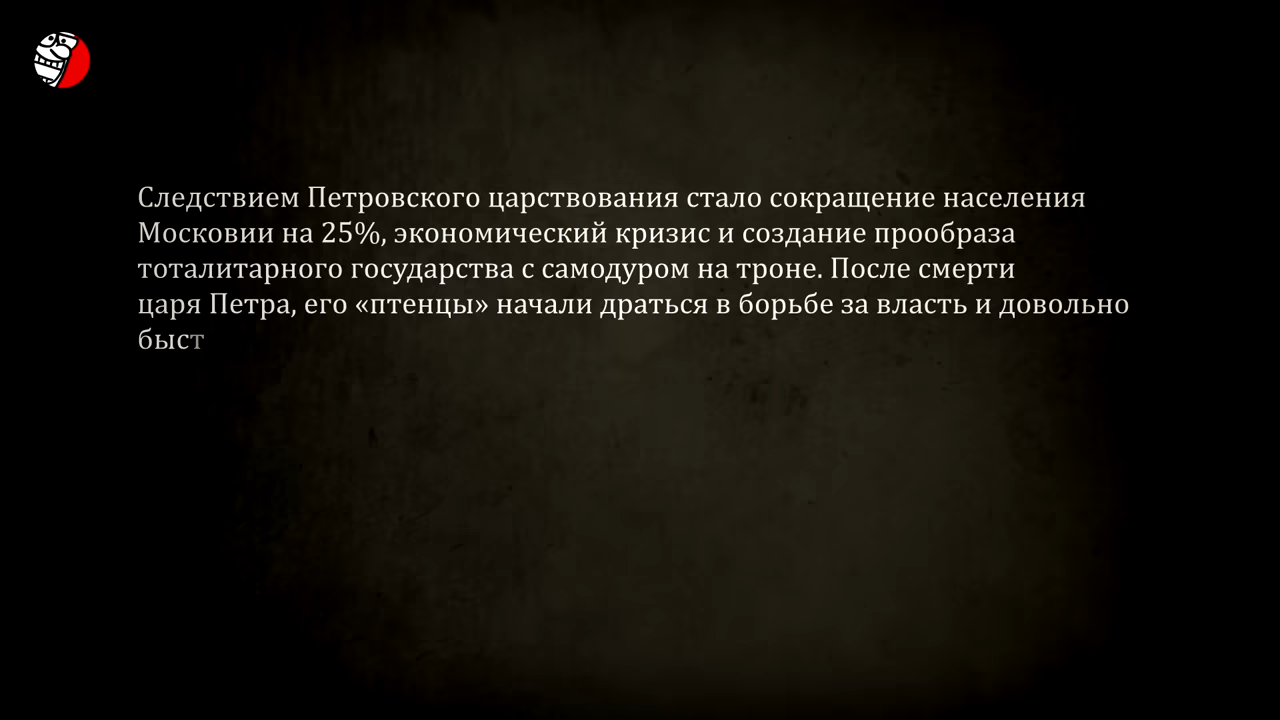 Следствием Петровского царствования стало сокращение населения
Московии на 25%, экономический кризис и создание прообраза
тоталитарного государства с самодуром на троне. После смерти
царя Петра, его «птенцы» начали драться в борьбе за власть и довольно
быст